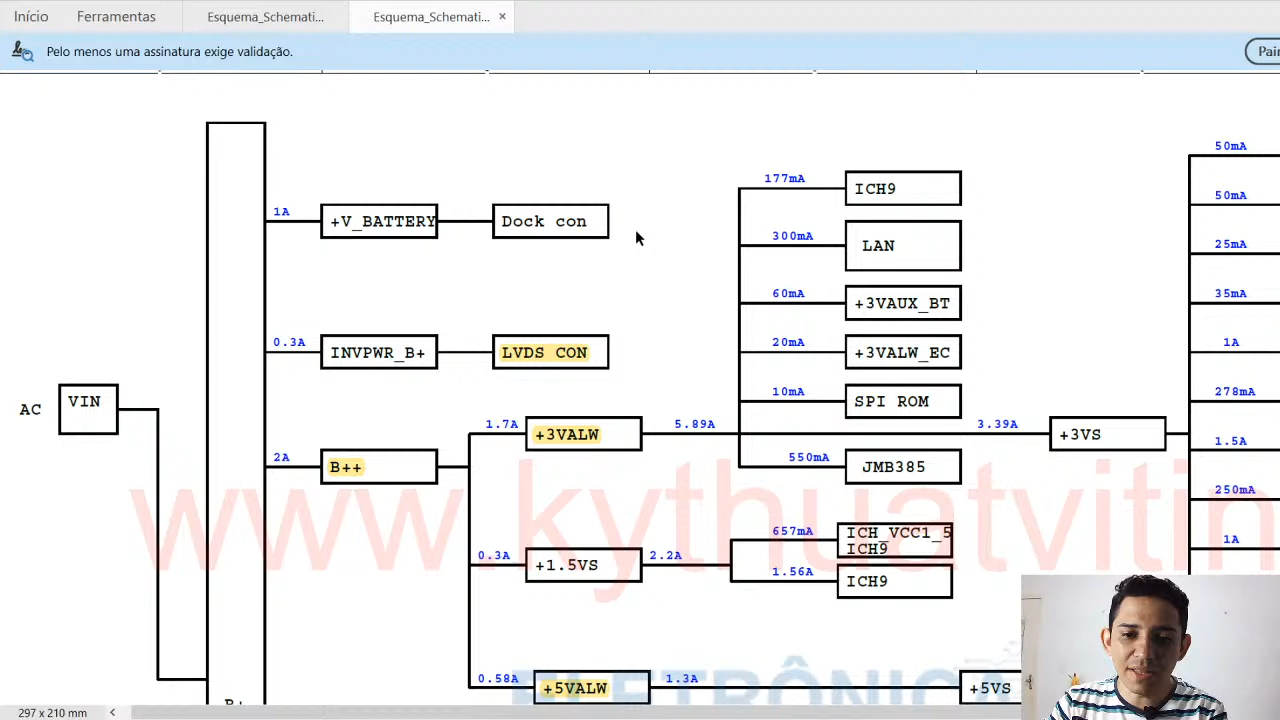 Início Ferramentas Esquema_Schemati... Esquema_Schemati... ×
Pelo menos uma assinatura exige validação.
50mA
177mA
ICH9
50mA
1A
+V_BATTERY
Dock con
300mA
LAN
25mA
60mA
+3VAUX_BT
35mA
0.3A
INVPWR_B+
LVDS CON
20mA
+3VALW_EC
1A
AC
VIN
10mA
SPI ROM
278mA
1.7A
+3VALW
5.89A
3.39A
+3VS
1.5A
2A
B++
550mA
JMB385
250mA
www.kythuatvitin
657mA
ICH_VCC1_5
ICH9
1A
0.3A
+1.5VS
2.2A
1.56A
ICH9
0.58A
+5VALW
1.3A
+5VS
ELETRÔNICA
B+
297 x 210 mm